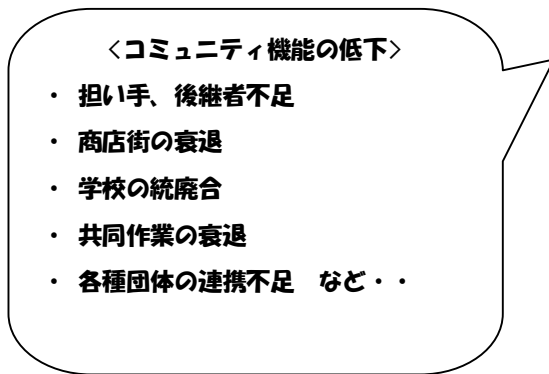 〈コミュニティ機能の低下〉
・ 担い手、後継者不足
・ 商店街の衰退
・ 学校の統廃合
・ 共同作業の衰退
・ 各種団体の連携不足　など・・